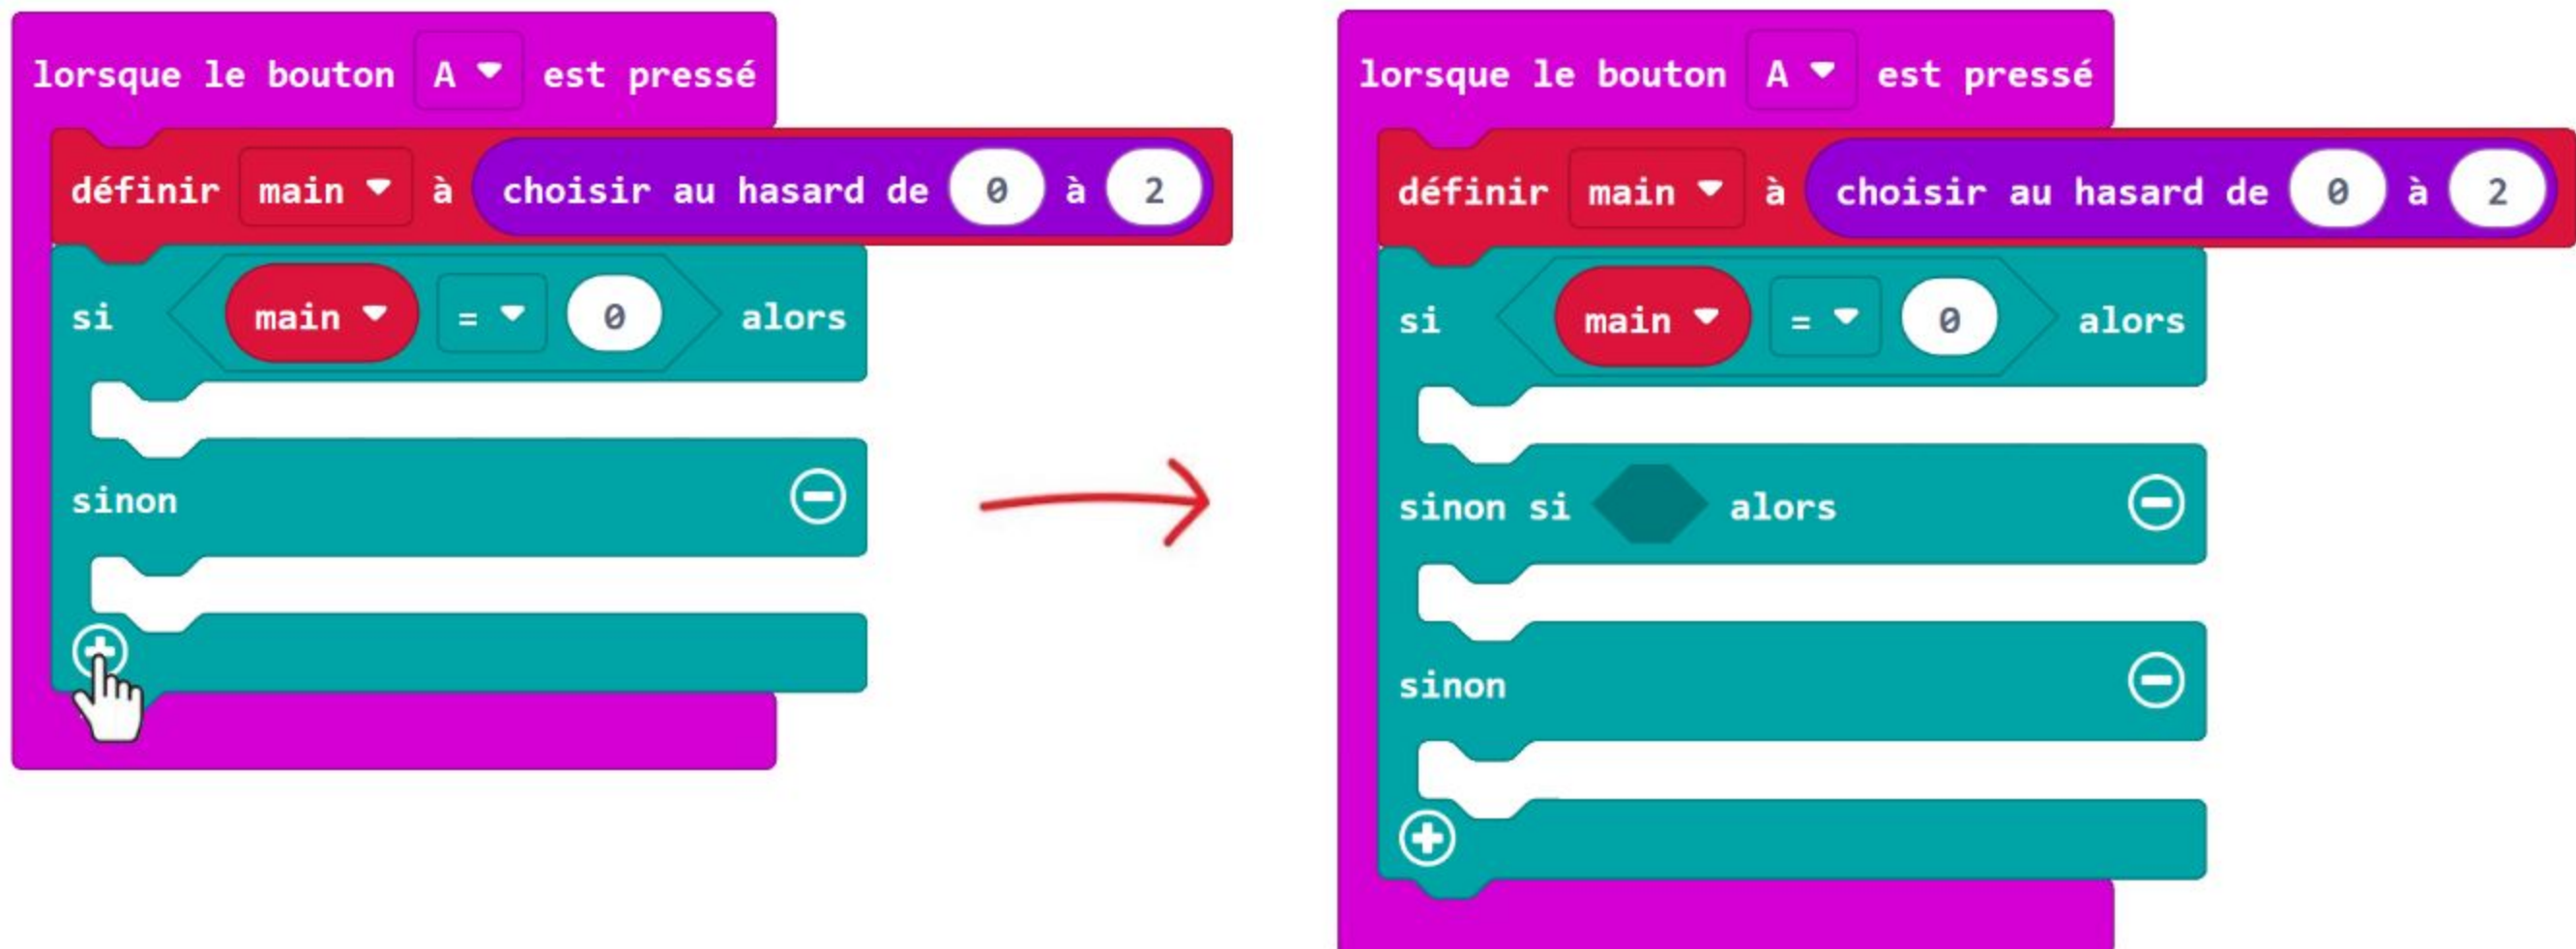 lorsque le bouton A est pressé
définir main à choisir au hasard de 0 à 2
si main = 0 alors
sinon
lorsque le bouton A est pressé
définir main à choisir au hasard de 0 à 2
si main = 0 alors
sinon si alors
sinon